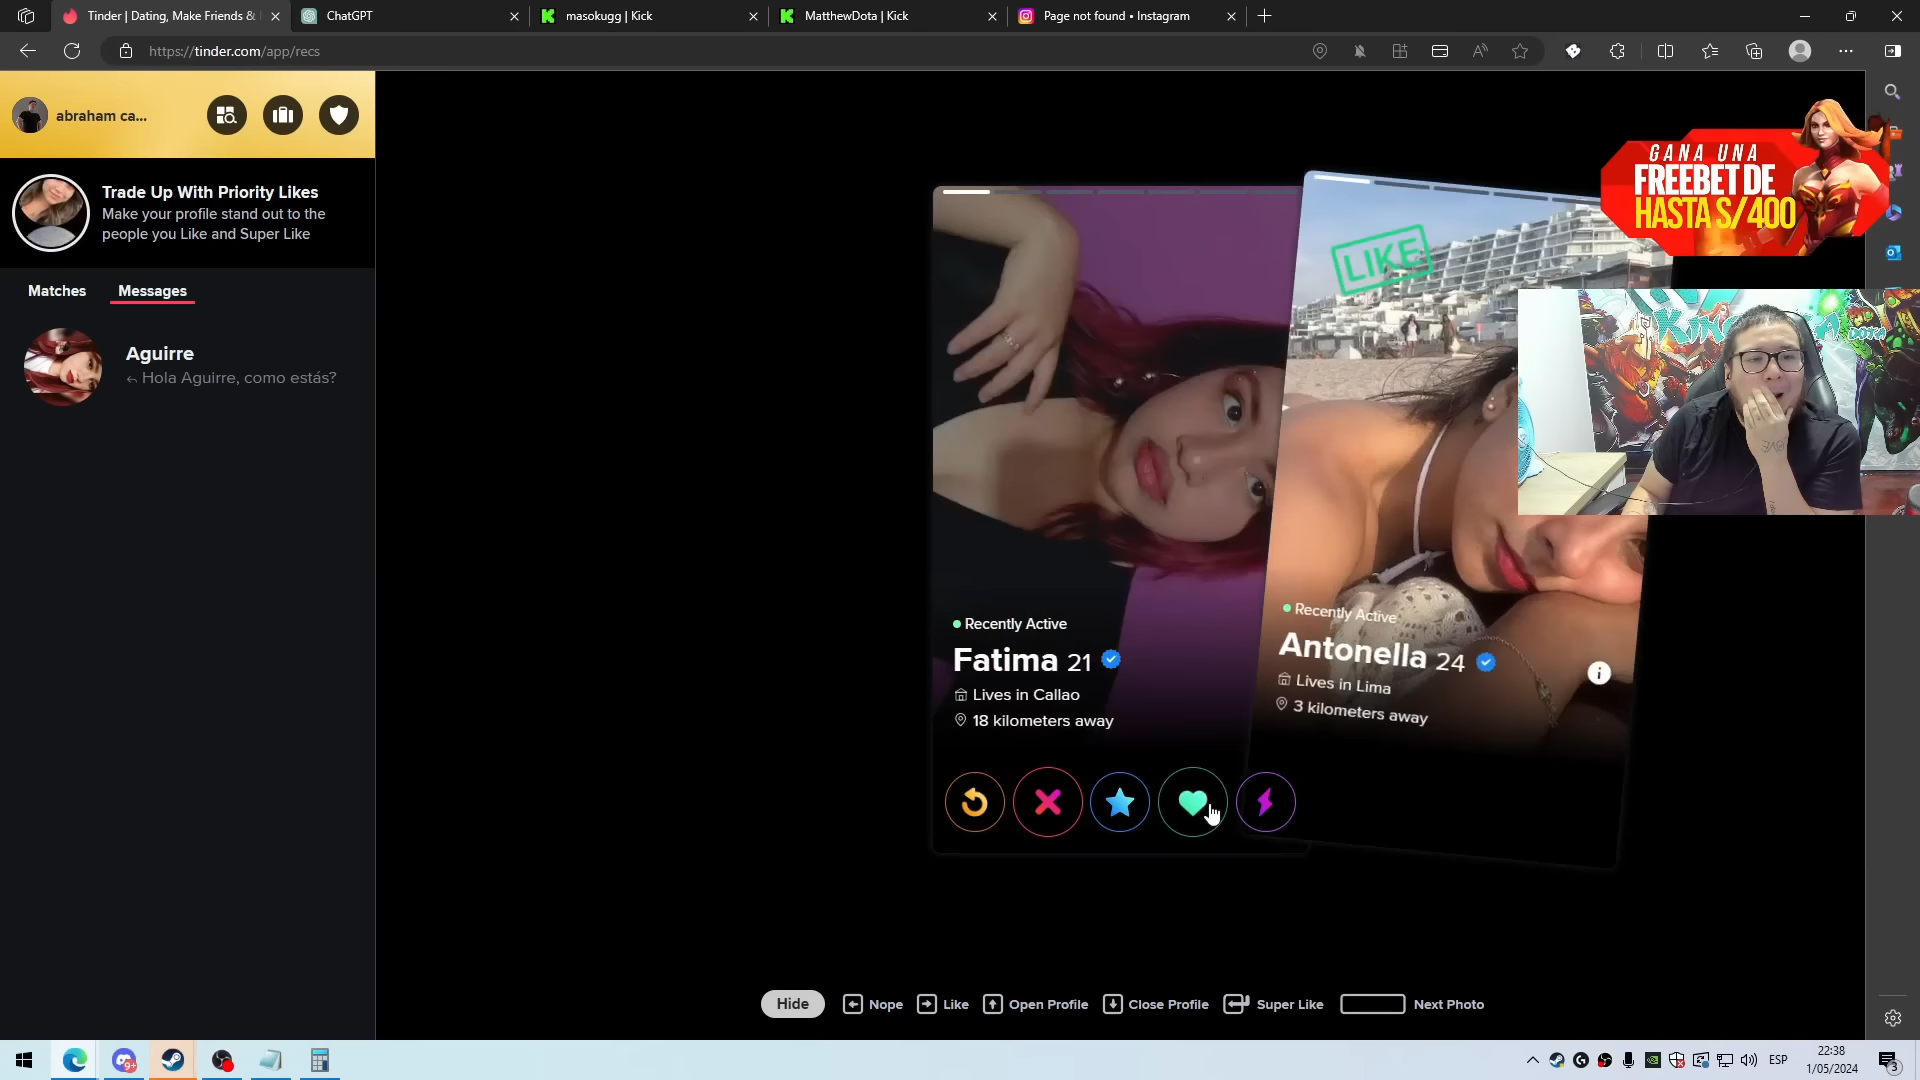 Tinder | Dating, Make Friends &
ChatGPT
masokugg | Kick
MatthewDota | Kick
Page not found • Instagram
https://tinder.com/app/recs
abraham ca...
Trade Up With Priority Likes
Make your profile stand out to the
people you Like and Super Like
Matches
Messages
Aguirre
Hola Aguirre, como estás?
GANA UNA
FREEBET DE
HASTA S/400
LIKE
Recently Active
Fatima 21
Lives in Callao
18 kilometers away
Recently Active
Antonella 24
Lives in Lima
3 kilometers away
Hide
Nope
Like
Open Profile
Close Profile
Super Like
Next Photo
9+
ESP
22:38
1/05/2024
3